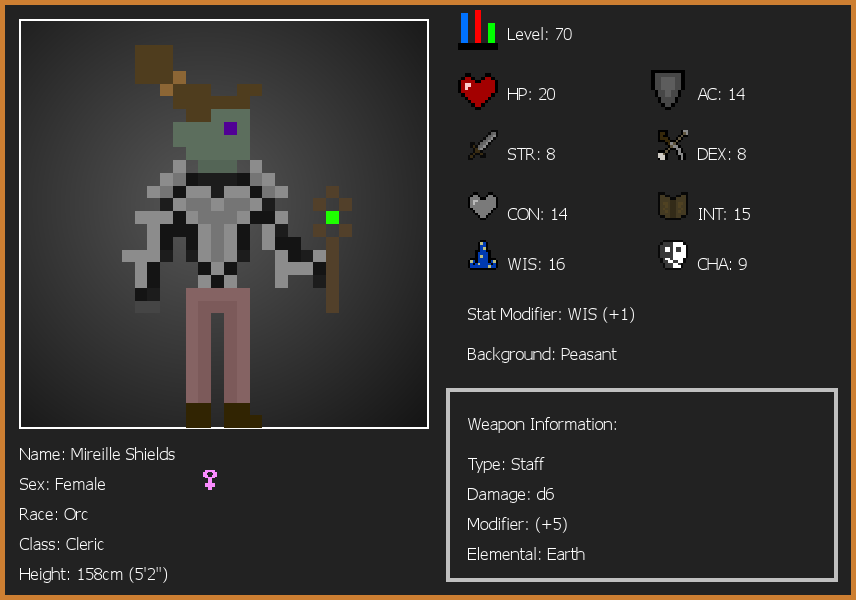 Level: 70
HP: 20
AC: 14
STR: 8
DEX: 8
CON: 14
INT: 15
WIS: 16
CHA: 9
Stat Modifier: WIS (+1)
Background: Peasant
Weapon Information:
Type: Staff
Damage: d6
Modifier: (+5)
Elemental: Earth
Name: Mireille Shields
Sex: Female
Race: Orc
Class: Cleric
Height: 158cm (5'2")